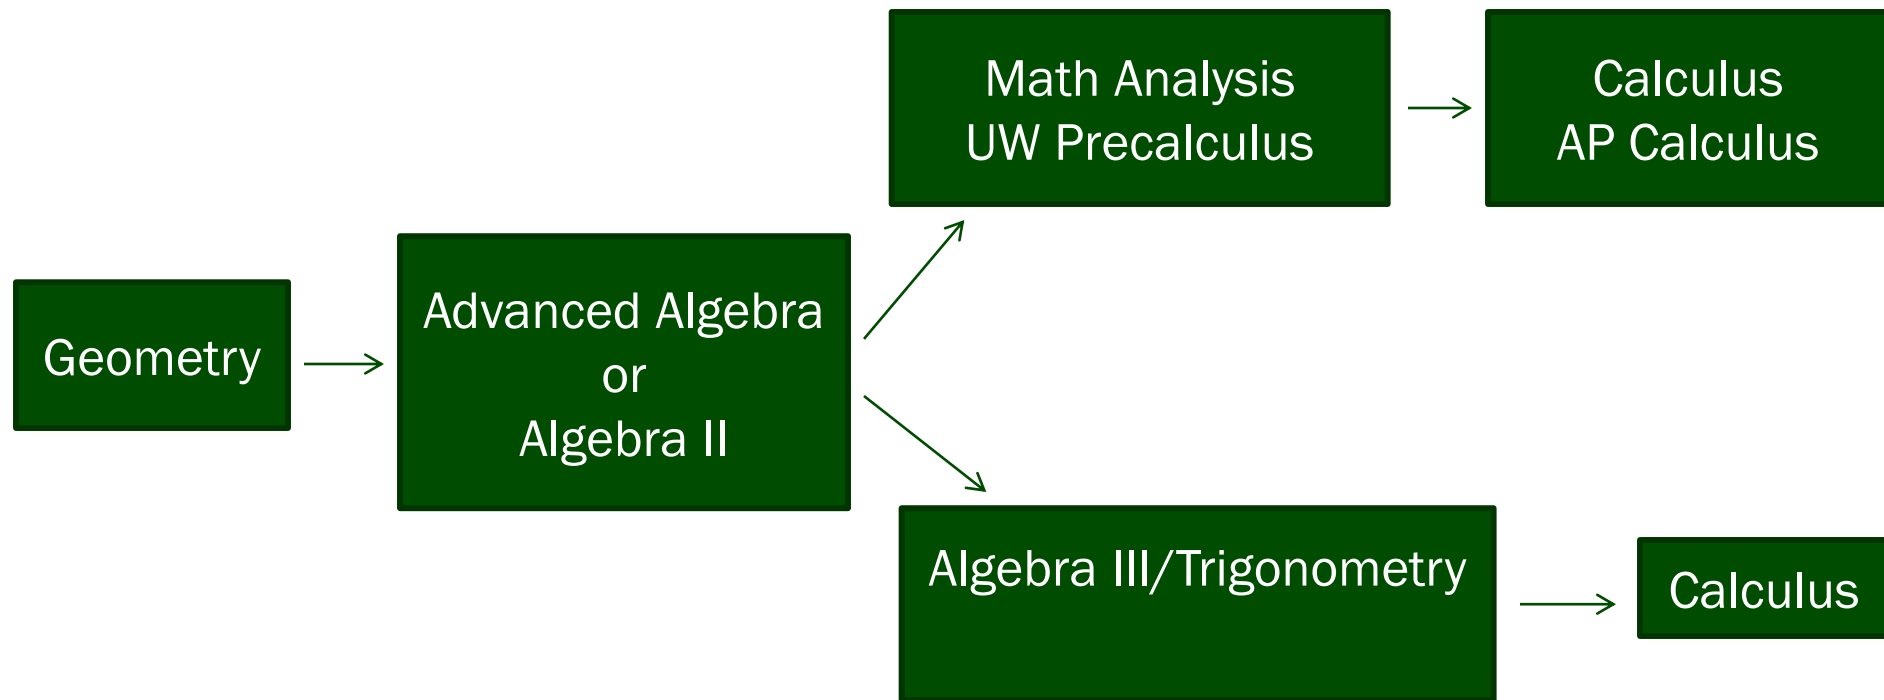 Geometry
Advanced Algebra
or
Algebra II
Math Analysis
UW Precalculus
Calculus
AP Calculus
Algebra III/Trigonometry
Calculus